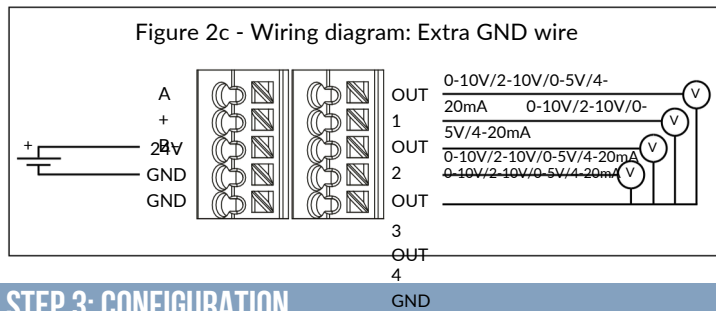 Figure 2c - Wiring diagram: Extra GND wire
A
+
B-
24V
GND
GND
+
OUT
1
OUT
2
OUT
3
OUT
4
GND
0-10V/2-10V/0-5V/4-
20mA 0-10V/2-10V/0-
5V/4-20mA
0-10V/2-10V/0-5V/4-20mA
0-10V/2-10V/0-5V/4-20mA
V
V
V
V
STEP 3: CONFIGURATION